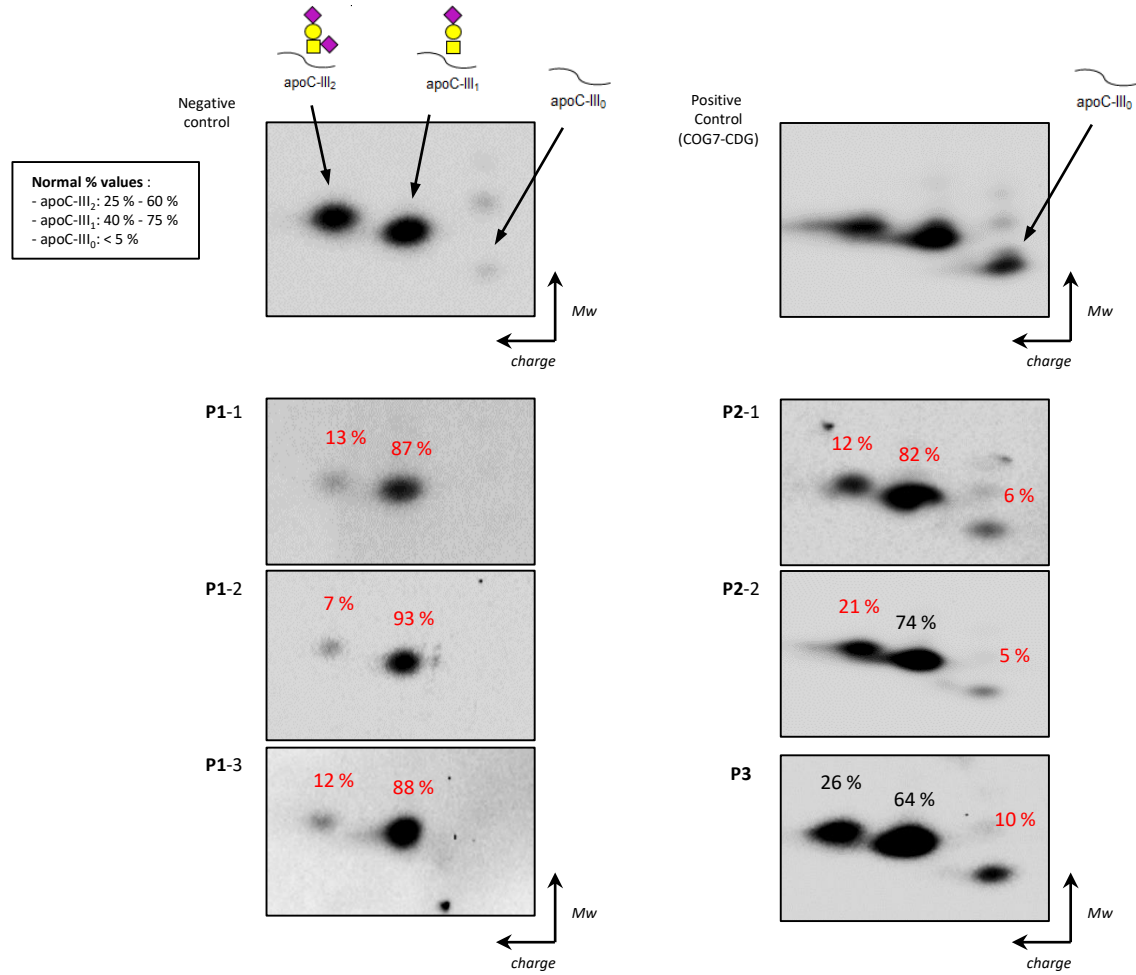 apoC-III₂
apoC-III₁
apoC-III₀
Negative
control
Normal % values :
- apoC-III₂: 25 % - 60 %
- apoC-III₁: 40 % - 75 %
- apoC-III₀: < 5 %
Mw
charge
Positive
Control
(COG7-CDG)
apoC-III₀
Mw
charge
P1-1
13 %
87 %
P1-2
7 %
93 %
P1-3
12 %
88 %
Mw
charge
P2-1
12 %
82 %
6 %
P2-2
21 %
74 %
5 %
P3
26 %
64 %
10 %
Mw
charge